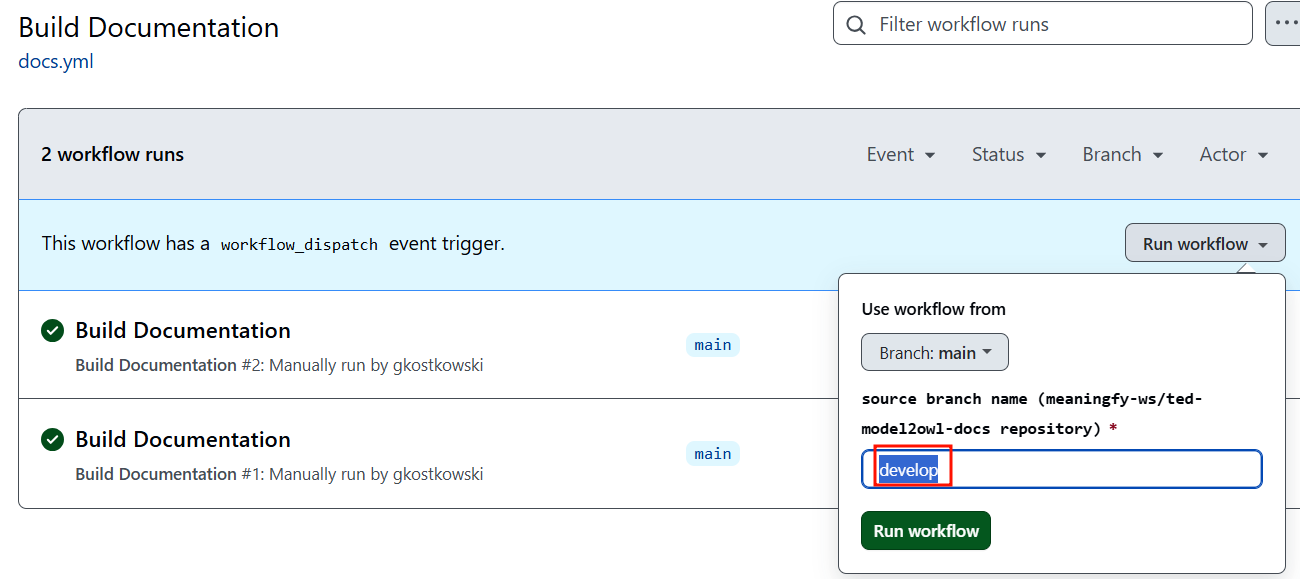 Build Documentation
Filter workflow runs
docs.yml
2 workflow runs
Event
Status
Branch
Actor
This workflow has a workflow_dispatch event trigger.
Run workflow
Use workflow from
Branch: main
source branch name (meaningfy-ws/ted-
model2owl-docs repository) *
develop
Run workflow
Build Documentation
main
Build Documentation #2: Manually run by gkostkowski
Build Documentation
main
Build Documentation #1: Manually run by gkostkowski